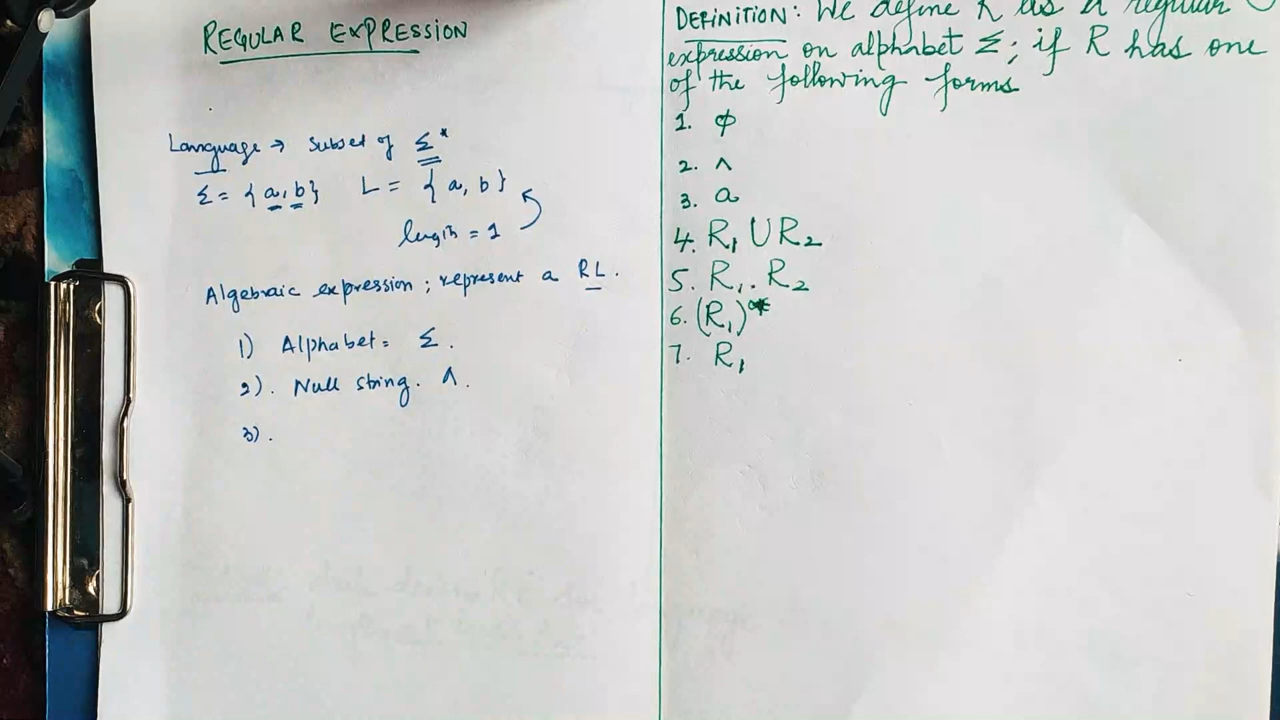 REGULAR EXPRESSION
Language → Subset of Σ*
Σ = {a, b} L = {a, b}
length = 1
Algebraic expression ; represent a RL.
1) Alphabet = Σ.
2). Null string. Λ.
3).
DEFINITION: We define R as a regular
expression on alphabet Σ; if R has one
of the following forms
1. ϕ
2. ʌ
3. a
4. R₁ U R₂
5. R₁. R₂
6. (R₁)*
7. R₁